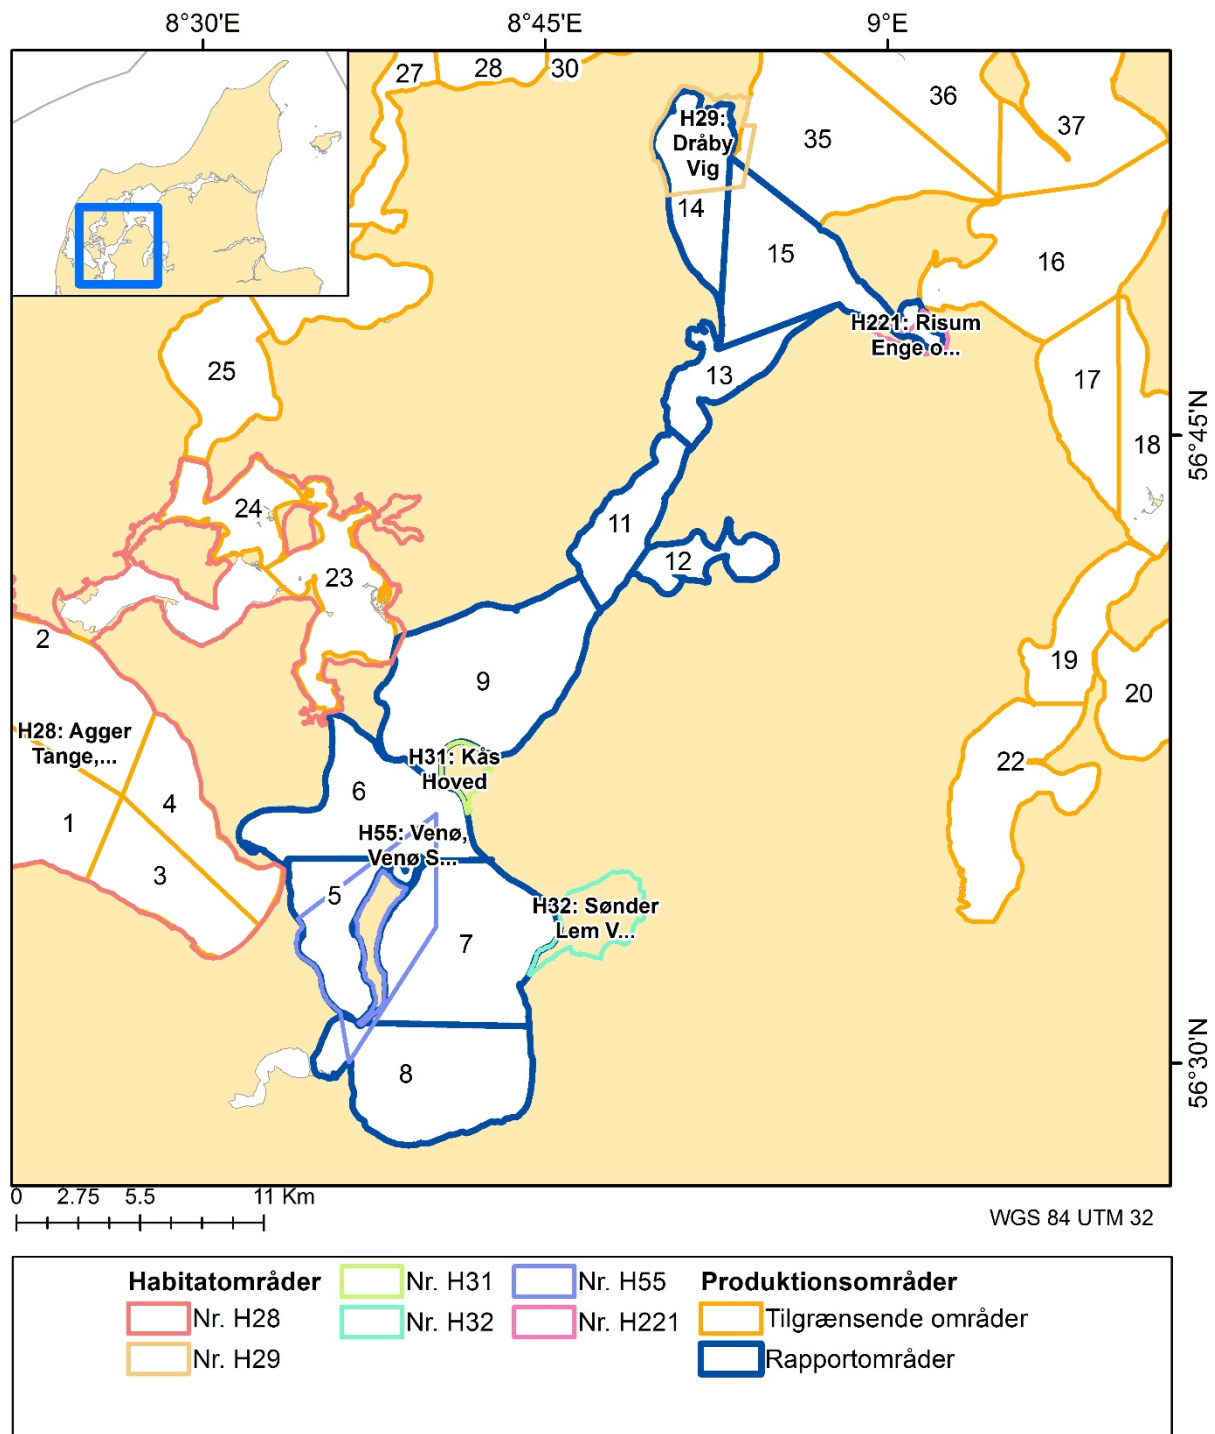 8°30'E 8°45'E 9°E
27 28 30
36
37
35
H29:
Dråby
Vig
14
15
16
H221: Risum
Enge o...
25
13
17
18
56°45'N
24
11
12
23
2
9
19
20
H28: Agger
Tange,...
H31: Kås
Hoved
22
6
4
1
H55: Venø,
Venø S...
3
5
H32: Sønder
Lem V...
7
8
56°30'N
0 2.75 5.5 11 Km
WGS 84 UTM 32
Habitatområder
Nr. H28
Nr. H29
Nr. H31
Nr. H32
Nr. H55
Nr. H221
Produktionsområder
Tilgrænsende områder
Rapportområder